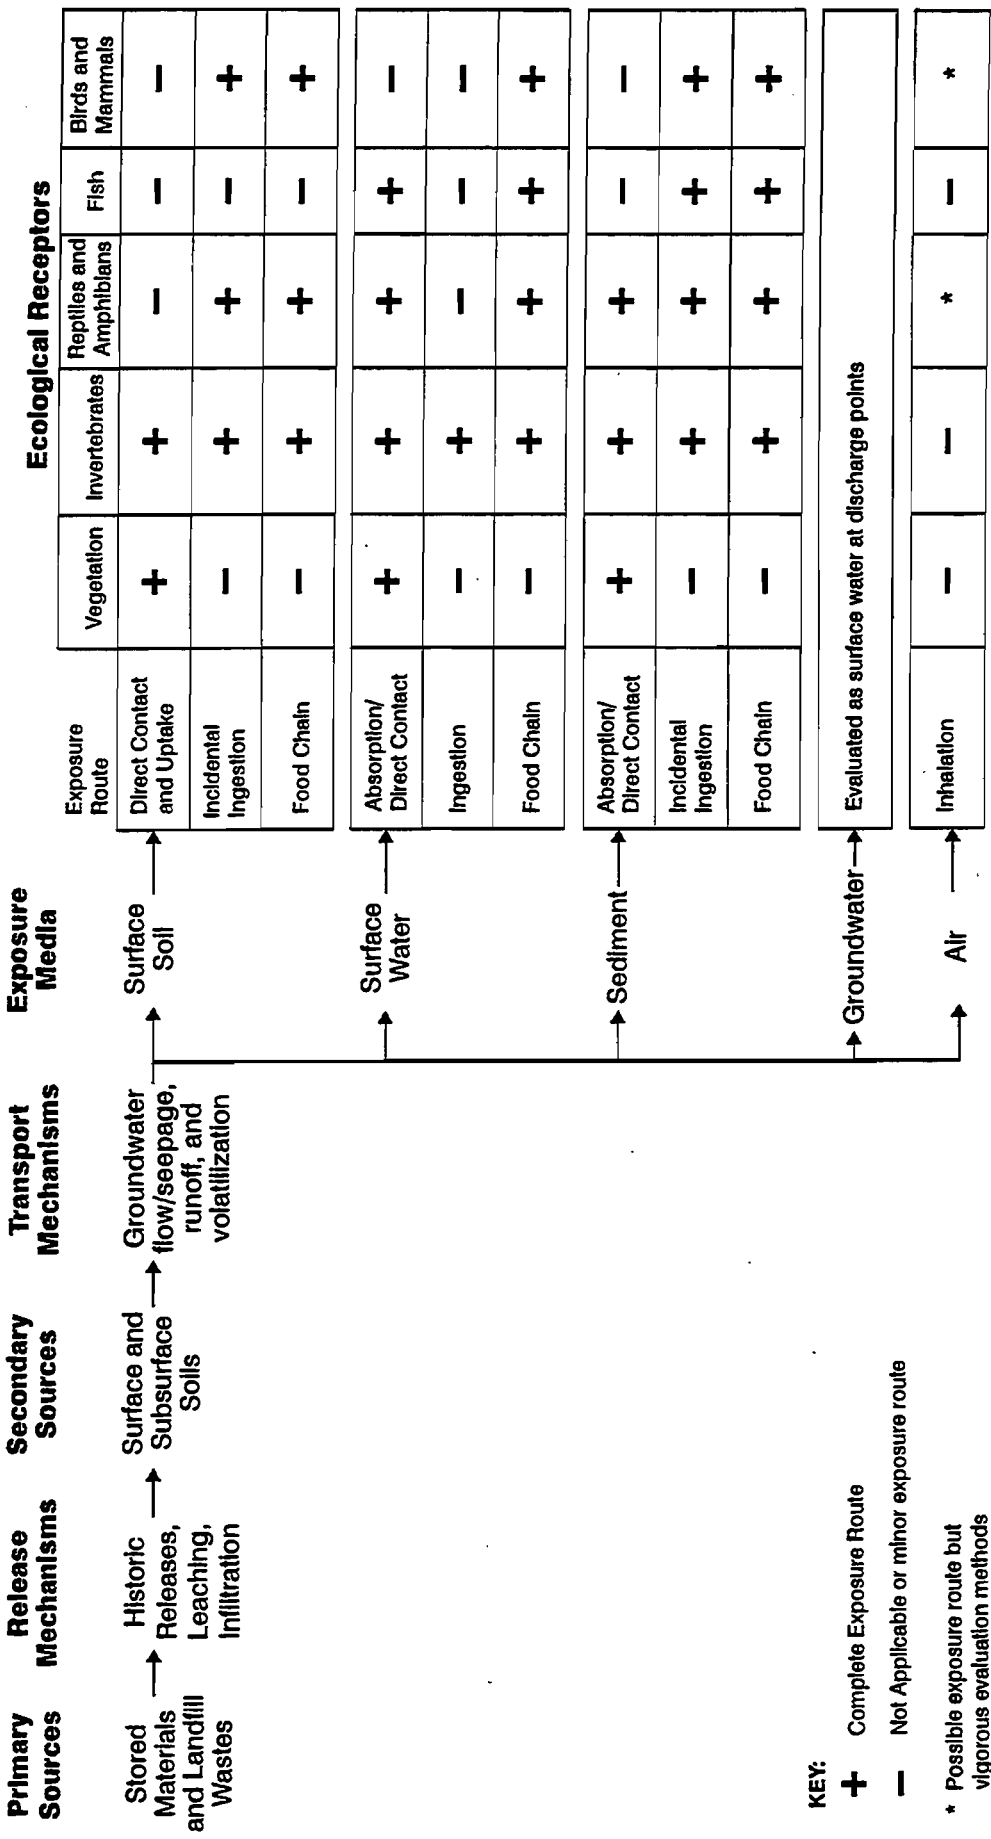 Primary
Sources
Release
Mechanisms
Secondary
Sources
Transport
Mechanisms
Exposure
Media
Ecological Receptors
Stored
Materials
and Landfill
Wastes
Historic
Releases,
Leaching,
Infiltration
Surface and
Subsurface
Soils
Groundwater
flow/seepage,
runoff, and
volatilization
Exposure
Route
Vegetation
Invertebrates
Reptiles and
Amphibians
Fish
Birds and
Mammals
Surface
Soil
Direct Contact
and Uptake
+ + − − −
Incidental
Ingestion
− + + − +
Food Chain
− + + − +
Surface
Water
Absorption/
Direct Contact
+ + + + −
Ingestion
− + − − −
Food Chain
− + + + +
Sediment
Absorption/
Direct Contact
+ + + − −
Incidental
Ingestion
− + + + +
Food Chain
− + + + +
Groundwater
Evaluated as surface water at discharge points
Air
Inhalation
− − * − *
KEY:
+ Complete Exposure Route
− Not Applicable or minor exposure route
* Possible exposure route but
vigorous evaluation methods